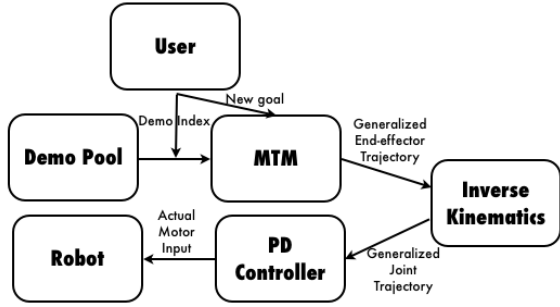 User
New goal
Demo Index
Demo Pool
MTM
Generalized
End-effector
Trajectory
Inverse
Kinematics
Robot
Actual
Motor
Input
PD
Controller
Generalized
Joint
Trajectory